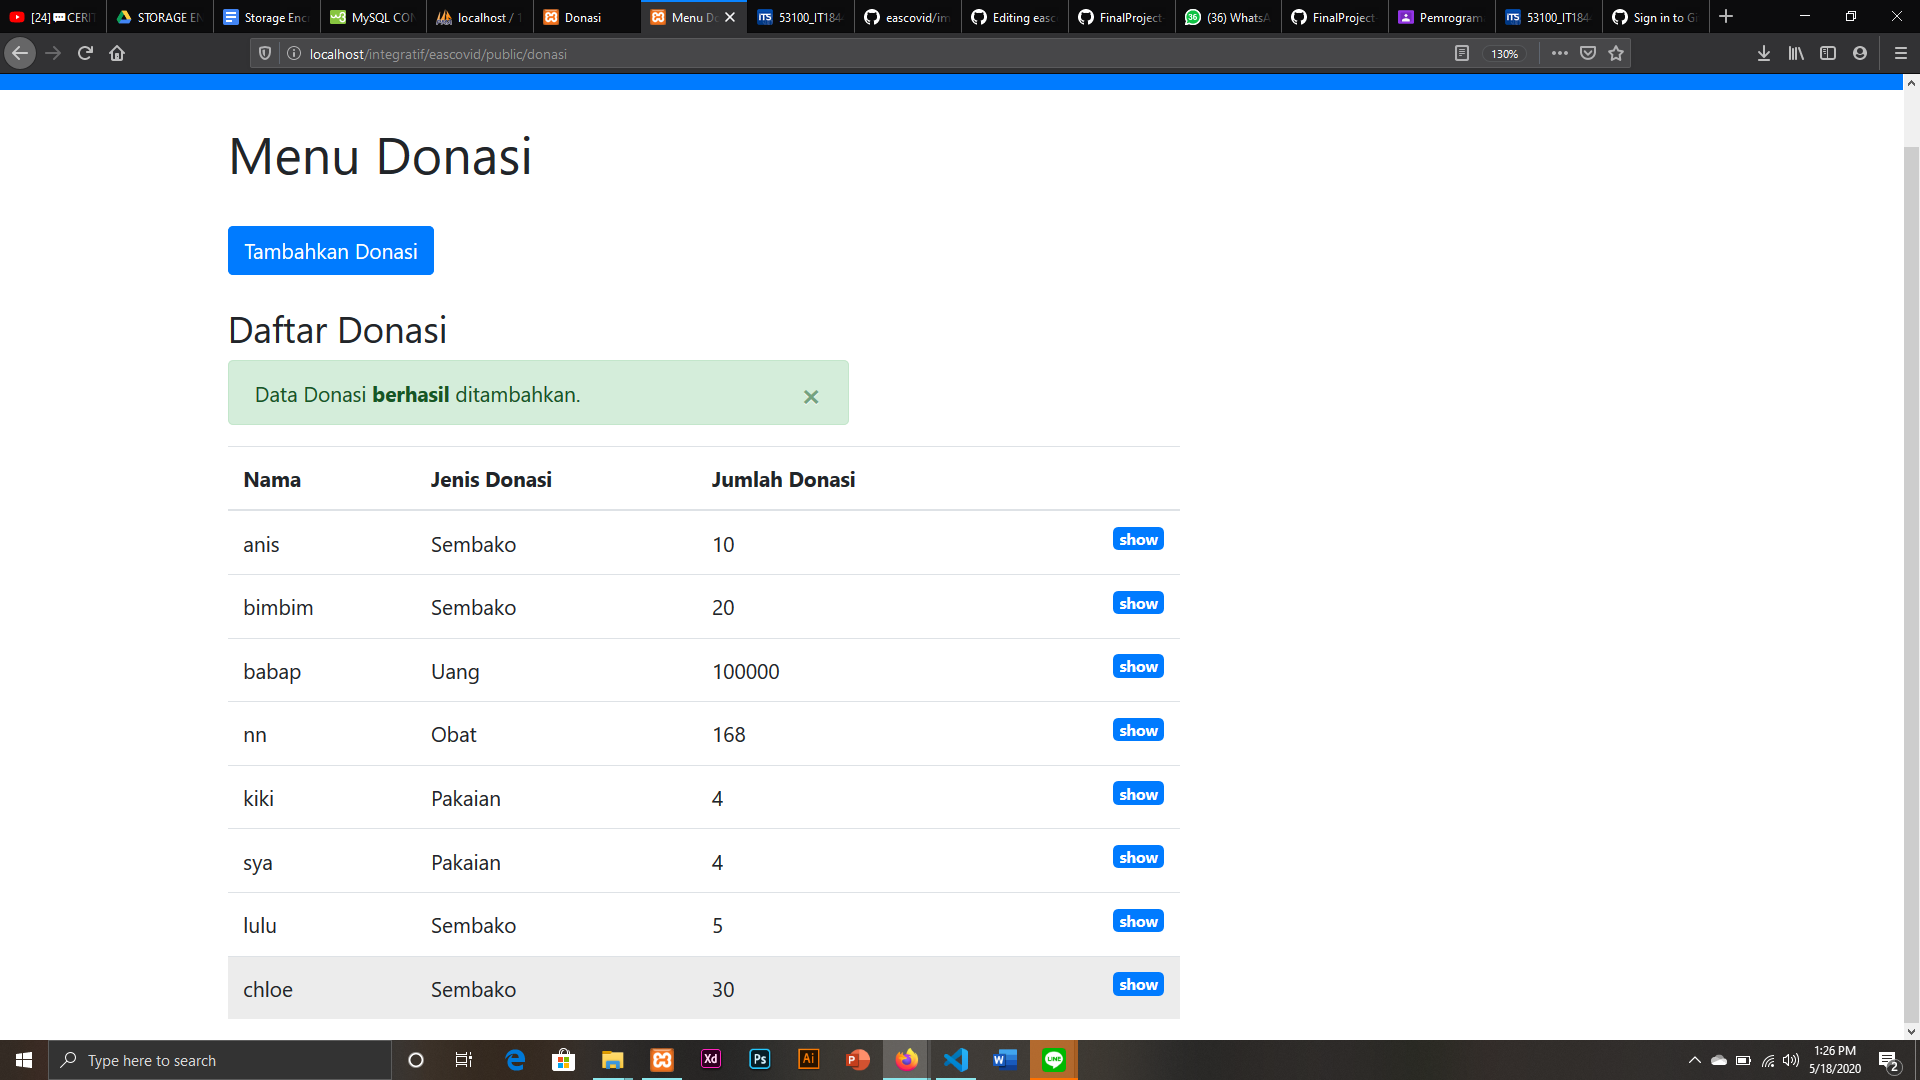 [24] CERIT
STORAGE EN
Storage Enc
MySQL CON
localhost / 1
Donasi
Menu Do
53100_IT184
eascovid/im
Editing easc
FinalProject-
(36) WhatsA
FinalProject-
Pemrogram
53100_IT184
Sign in to Gi
localhost/integratif/eascovid/public/donasi
130%
Menu Donasi
Tambahkan Donasi
Daftar Donasi
Data Donasi berhasil ditambahkan.
Nama Jenis Donasi Jumlah Donasi
anis Sembako 10 show
bimbim Sembako 20 show
babap Uang 100000 show
nn Obat 168 show
kiki Pakaian 4 show
sya Pakaian 4 show
lulu Sembako 5 show
chloe Sembako 30 show
Type here to search
1:26 PM
5/18/2020
2